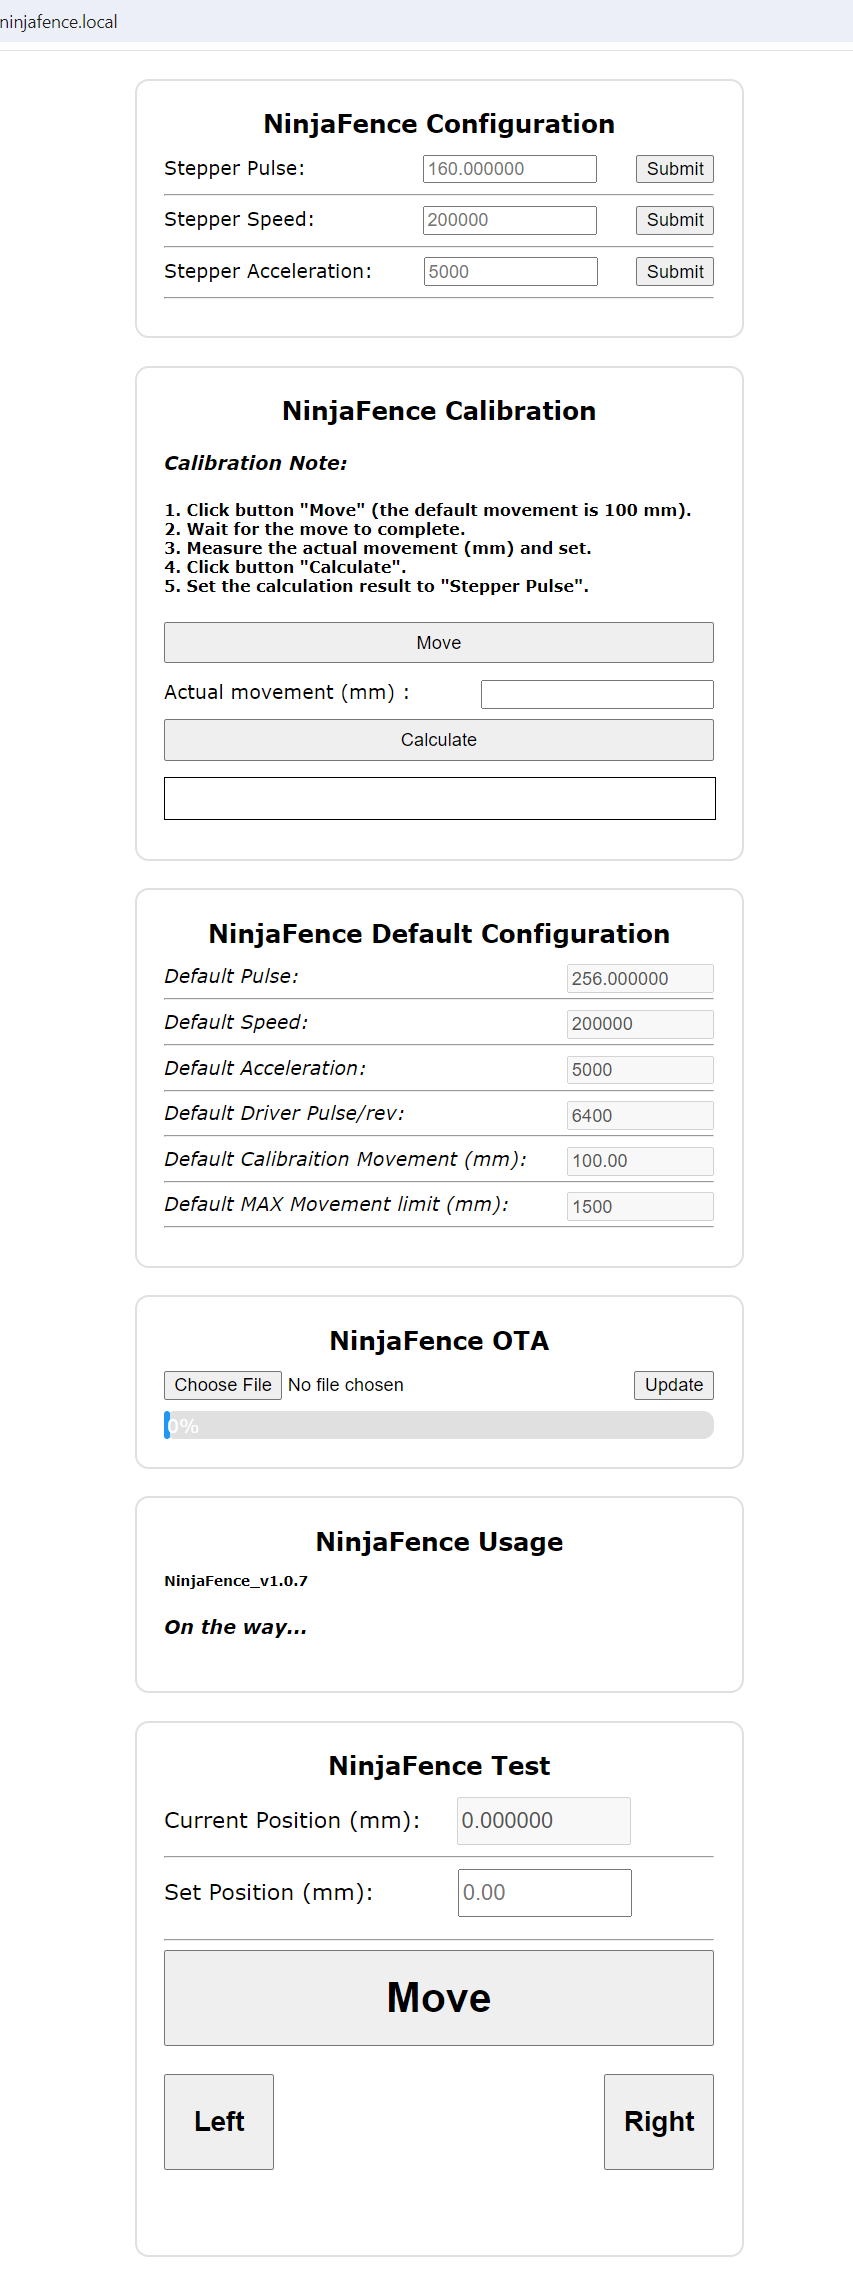 ninjafence.local
NinjaFence Configuration
Stepper Pulse: 160.000000 Submit
Stepper Speed: 200000 Submit
Stepper Acceleration: 5000 Submit
NinjaFence Calibration
Calibration Note:
1. Click button "Move" (the default movement is 100 mm).
2. Wait for the move to complete.
3. Measure the actual movement (mm) and set.
4. Click button "Calculate".
5. Set the calculation result to "Stepper Pulse".
Move
Actual movement (mm) :
Calculate
NinjaFence Default Configuration
Default Pulse: 256.000000
Default Speed: 200000
Default Acceleration: 5000
Default Driver Pulse/rev: 6400
Default Calibraition Movement (mm): 100.00
Default MAX Movement limit (mm): 1500
NinjaFence OTA
Choose File No file chosen Update
0%
NinjaFence Usage
NinjaFence_v1.0.7
On the way...
NinjaFence Test
Current Position (mm): 0.000000
Set Position (mm): 0.00
Move
Left Right